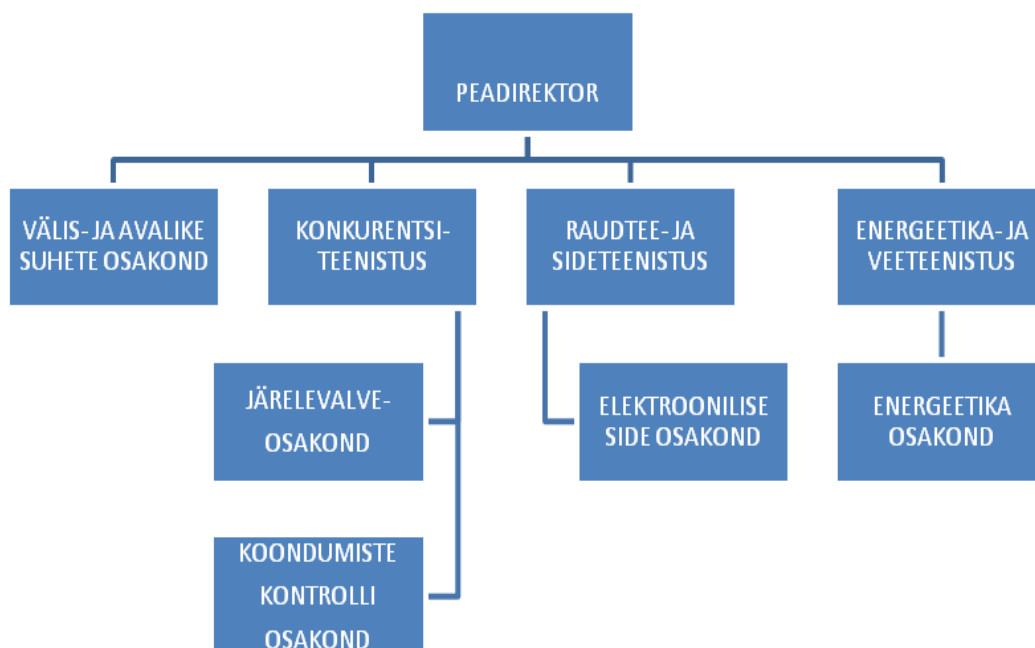 PEADIREKTOR
VÄLIS- JA AVALIKE
SUHETE OSAKOND
KONKURENTSI-
TEENISTUS
RAUDTEE- JA
SIDETEENISTUS
ENERGEETIKA- JA
VEETEENISTUS
JÄRELEVALVE-
OSAKOND
ELEKTROONILISE
SIDE OSAKOND
ENERGEETIKA
OSAKOND
KOONDUMISTE
KONTROLLI
OSAKOND